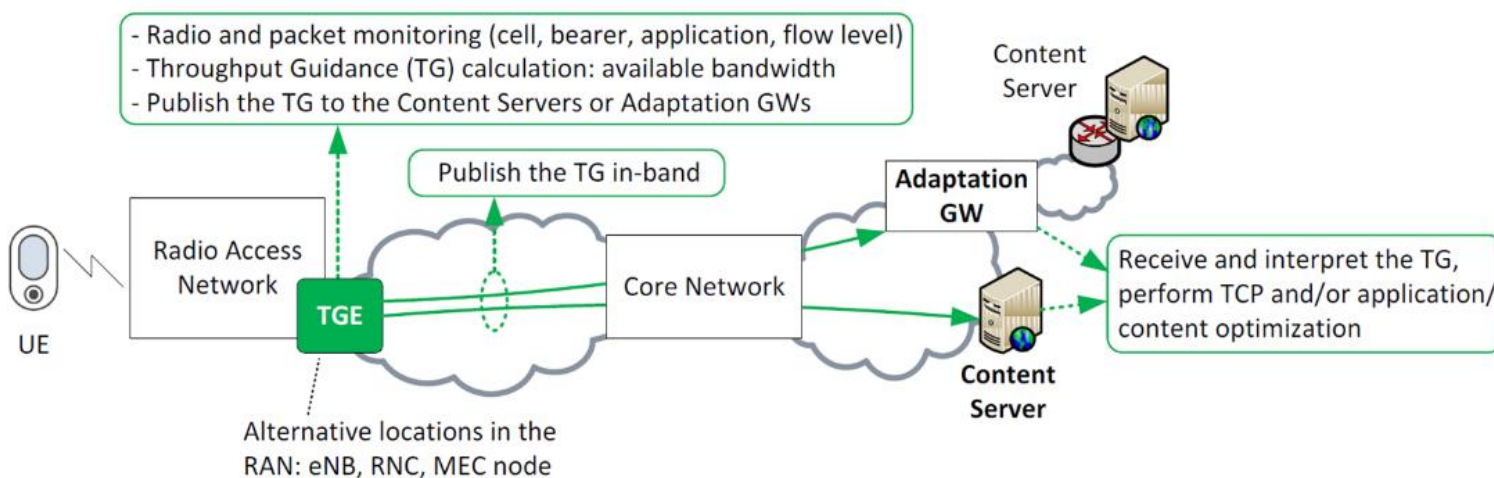 - Radio and packet monitoring (cell, bearer, application, flow level)
- Throughput Guidance (TG) calculation: available bandwidth
- Publish the TG to the Content Servers or Adaptation GWs
Content
Server
Publish the TG in-band
Adaptation
GW
Radio Access
Network
TGE
Core Network
Receive and interpret the TG,
perform TCP and/or application/
content optimization
UE
Content
Server
Alternative locations in the
RAN: eNB, RNC, MEC node